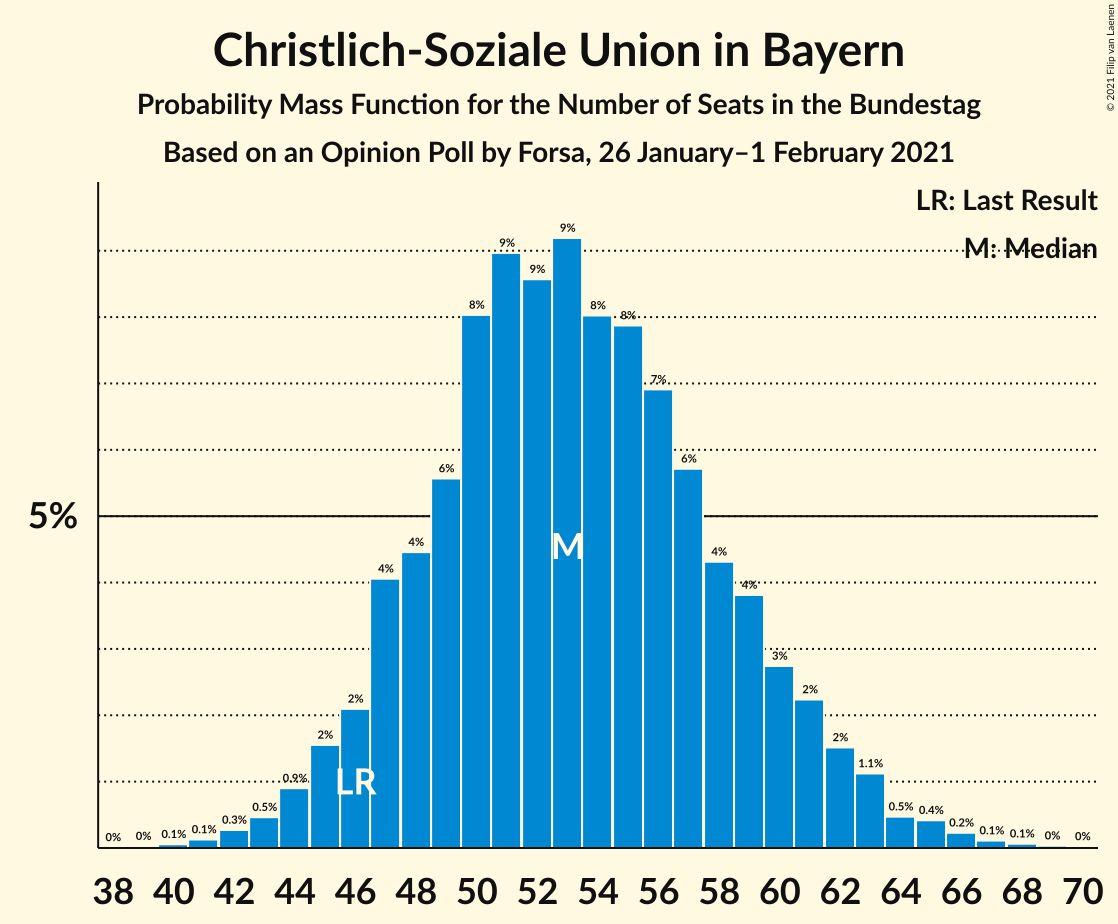 Christlich-Soziale Union in Bayern
Probability Mass Function for the Number of Seats in the Bundestag
Based on an Opinion Poll by Forsa, 26 January–1 February 2021
© 2021 Filip van Laenen
LR: Last Result
M: Median
5%
0% 0% 0.1% 0.1% 0.3% 0.5% 0.9% 2% 2% 4% 4% 6% 8% 9% 9% 9% 8% 8% 7% 6% 4% 4% 3% 2% 2% 1.1% 0.5% 0.4% 0.2% 0.1% 0.1% 0% 0%
M
LR
38 40 42 44 46 48 50 52 54 56 58 60 62 64 66 68 70